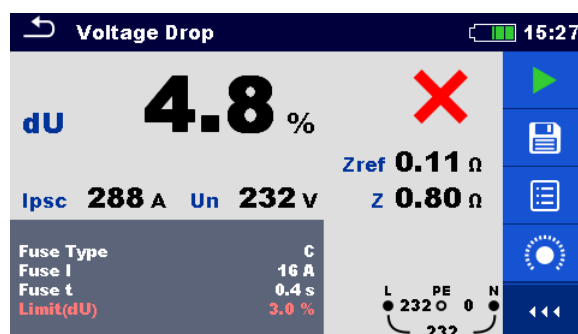 Voltage Drop 15:27
dU 4.8 %
Zref 0.11 Ω
Ipsc 288 A Un 232 V Z 0.80 Ω
Fuse Type C
Fuse I 16 A
Fuse t 0.4 s
Limit(dU) 3.0 %
L PE N
232 0
232